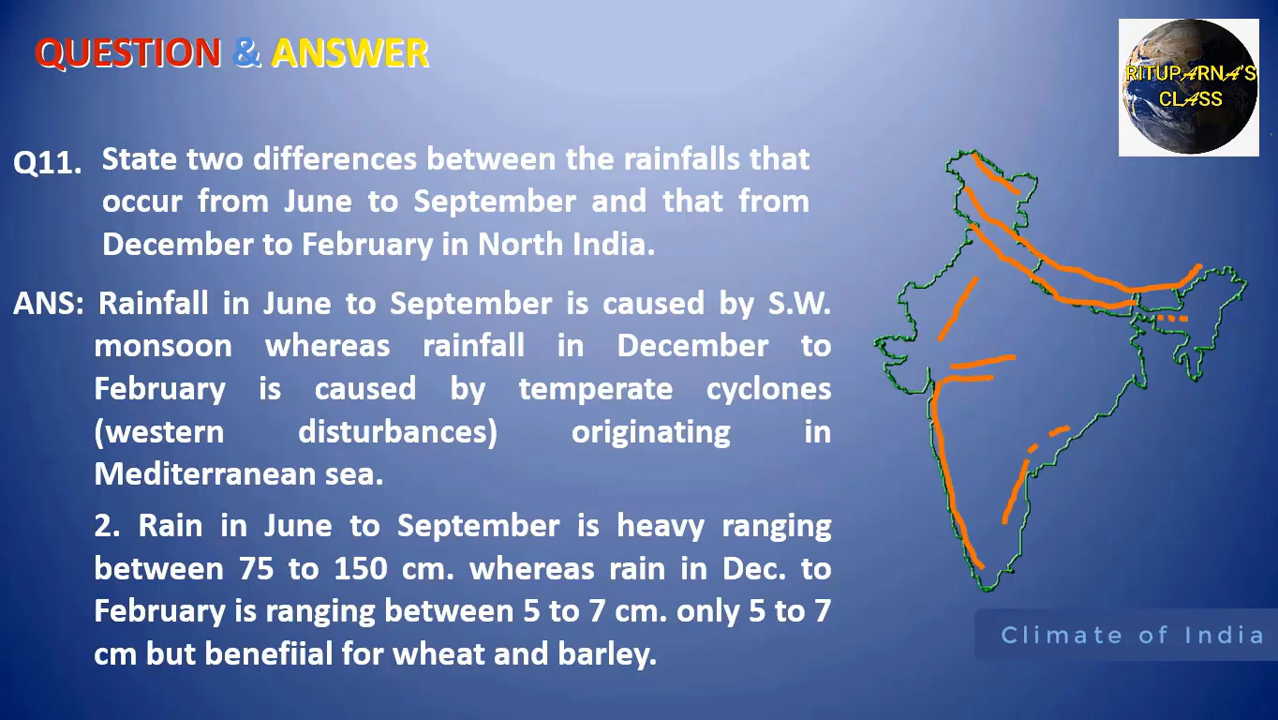 QUESTION & ANSWER
RITUPARNA'S
CLASS
Q11. State two differences between the rainfalls that
occur from June to September and that from
December to February in North India.
ANS: Rainfall in June to September is caused by S.W.
monsoon whereas rainfall in December to
February is caused by temperate cyclones
(western disturbances) originating in
Mediterranean sea.
2. Rain in June to September is heavy ranging
between 75 to 150 cm. whereas rain in Dec. to
February is ranging between 5 to 7 cm. only 5 to 7
cm but benefiial for wheat and barley.
Climate of India